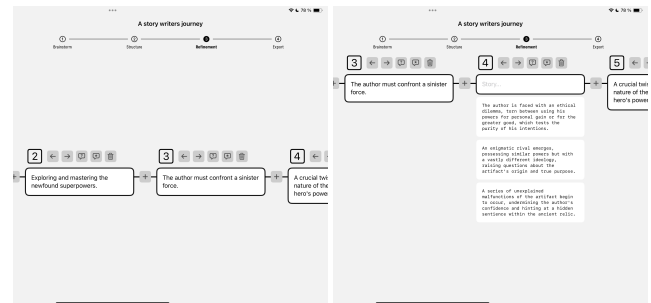 78 %
A story writers journey
1
2
3
4
Brainstorm
Structure
Refinement
Export
2
3
4
Exploring and mastering the
newfound superpowers.
The author must confront a sinister
force.
A crucial twis
nature of the
hero's power
78 %
A story writers journey
1
2
3
4
Brainstorm
Structure
Refinement
Export
3
4
5
The author must confront a sinister
force.
Story...
A crucial twis
nature of the
hero's power
The author is faced with an ethical
dilemma, torn between using his
powers for personal gain or for the
greater good, which tests the
purity of his intentions.
An enigmatic rival emerges,
possessing similar powers but with
a vastly different ideology,
raising questions about the
artifact's origin and true purpose.
A series of unexplained
malfunctions of the artifact begin
to occur, undermining the author's
confidence and hinting at a hidden
sentience within the ancient relic.